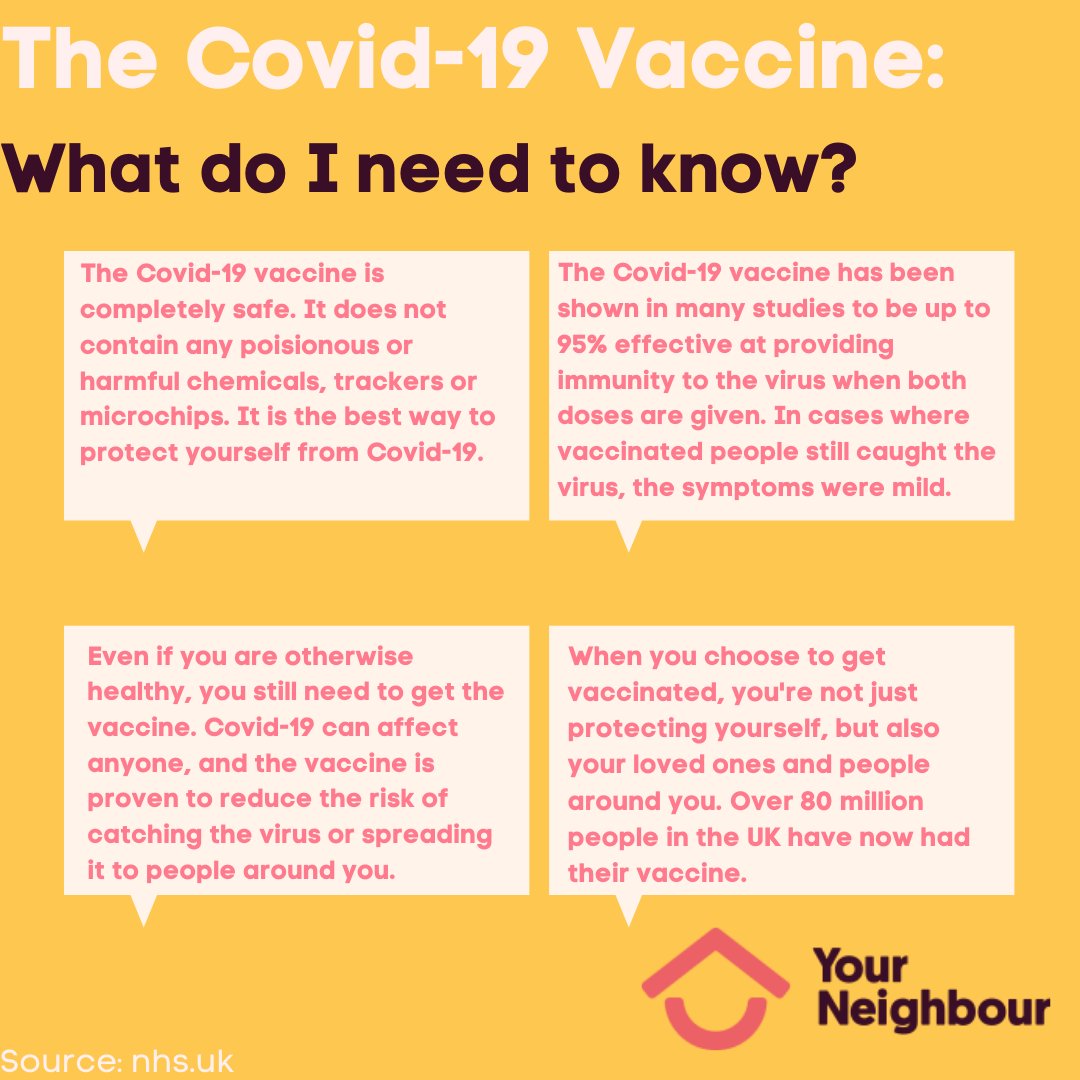 The Covid-19 Vaccine:
What do I need to know?
The Covid-19 vaccine is
completely safe. It does not
contain any poisionous or
harmful chemicals, trackers or
microchips. It is the best way to
protect yourself from Covid-19.
The Covid-19 vaccine has been
shown in many studies to be up to
95% effective at providing
immunity to the virus when both
doses are given. In cases where
vaccinated people still caught the
virus, the symptoms were mild.
Even if you are otherwise
healthy, you still need to get the
vaccine. Covid-19 can affect
anyone, and the vaccine is
proven to reduce the risk of
catching the virus or spreading
it to people around you.
When you choose to get
vaccinated, you're not just
protecting yourself, but also
your loved ones and people
around you. Over 80 million
people in the UK have now had
their vaccine.
Your
Neighbour
Source: nhs.uk